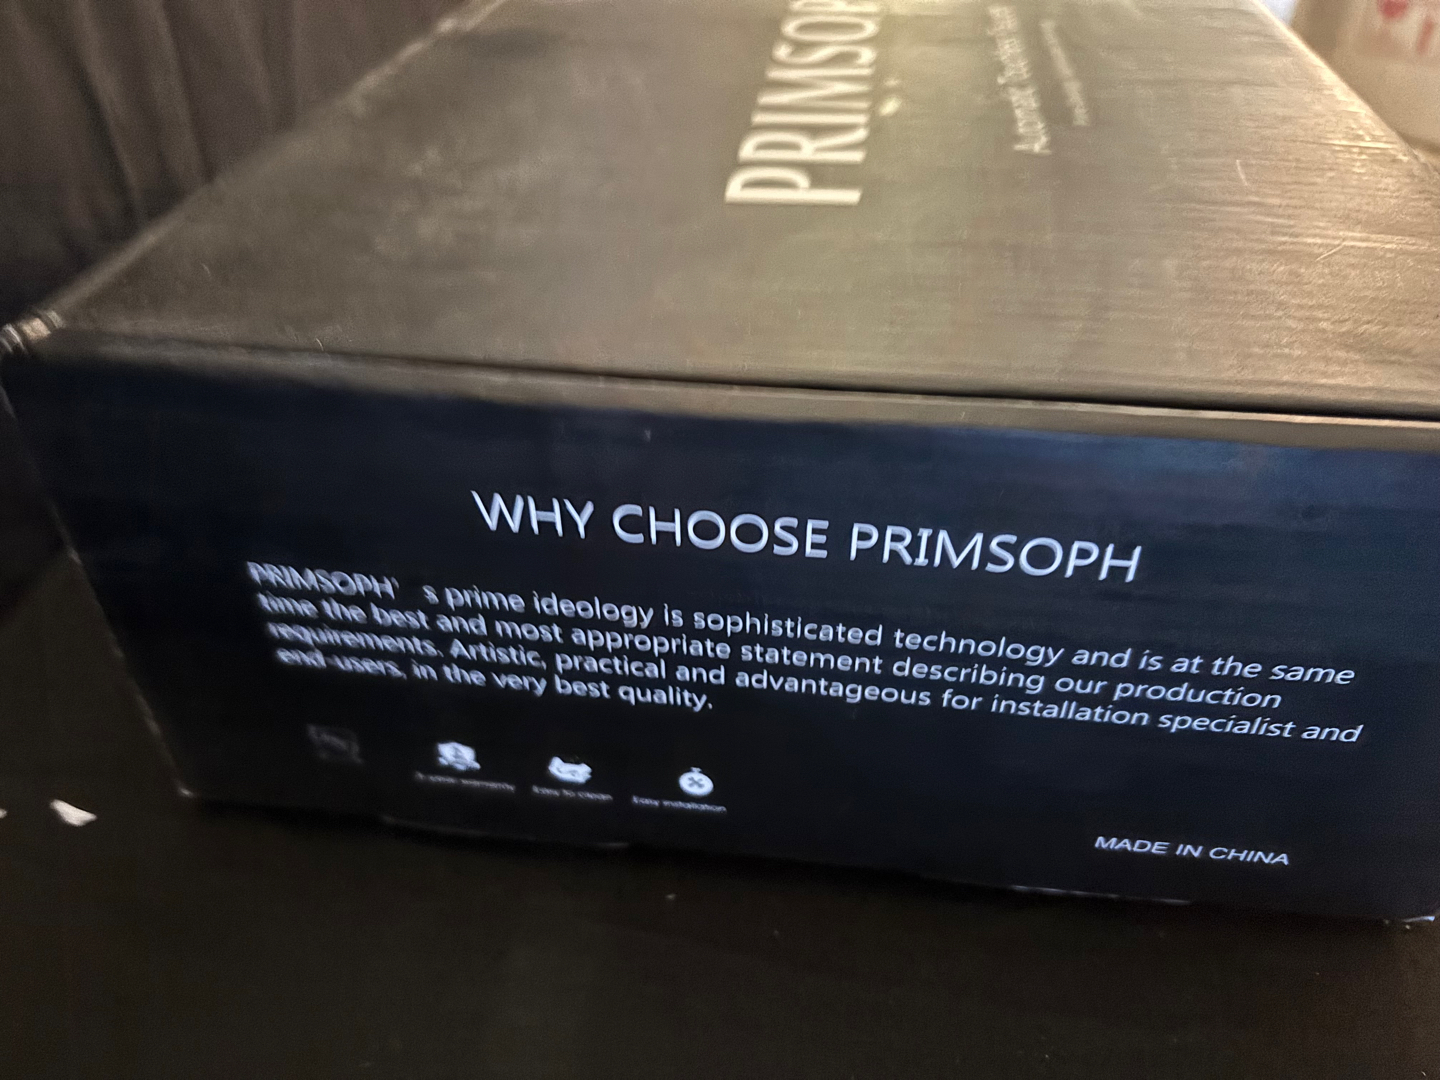 PRIMSOP
Automatic Touchless
WHY CHOOSE PRIMSOPH
PRIMSOPH' s prime ideology is sophisticated technology and is at the same
time the best and most appropriate statement describing our production
requirements. Artistic, practical and advantageous for installation specialist and
end-users, in the very best quality.
warranty
Easy To Clean
Easy Installation
MADE IN CHINA